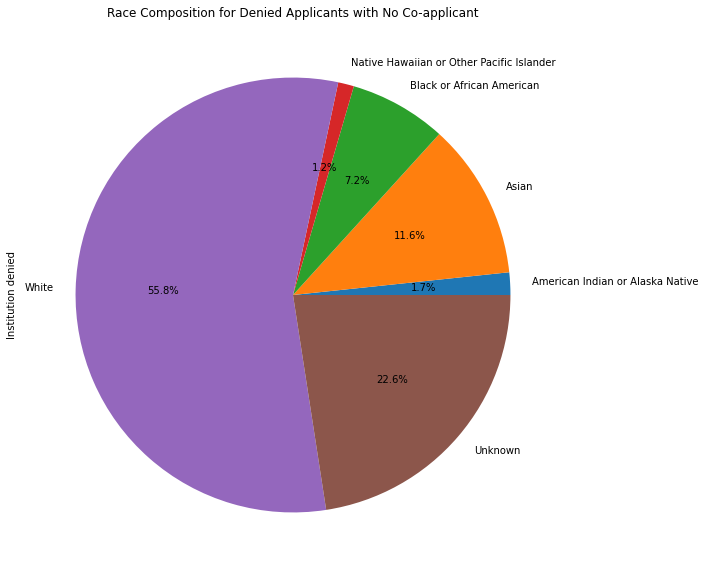 Race Composition for Denied Applicants with No Co-applicant
Native Hawaiian or Other Pacific Islander
Black or African American
1.2%
7.2%
Asian
11.6%
American Indian or Alaska Native
1.7%
White
55.8%
Institution denied
22.6%
Unknown